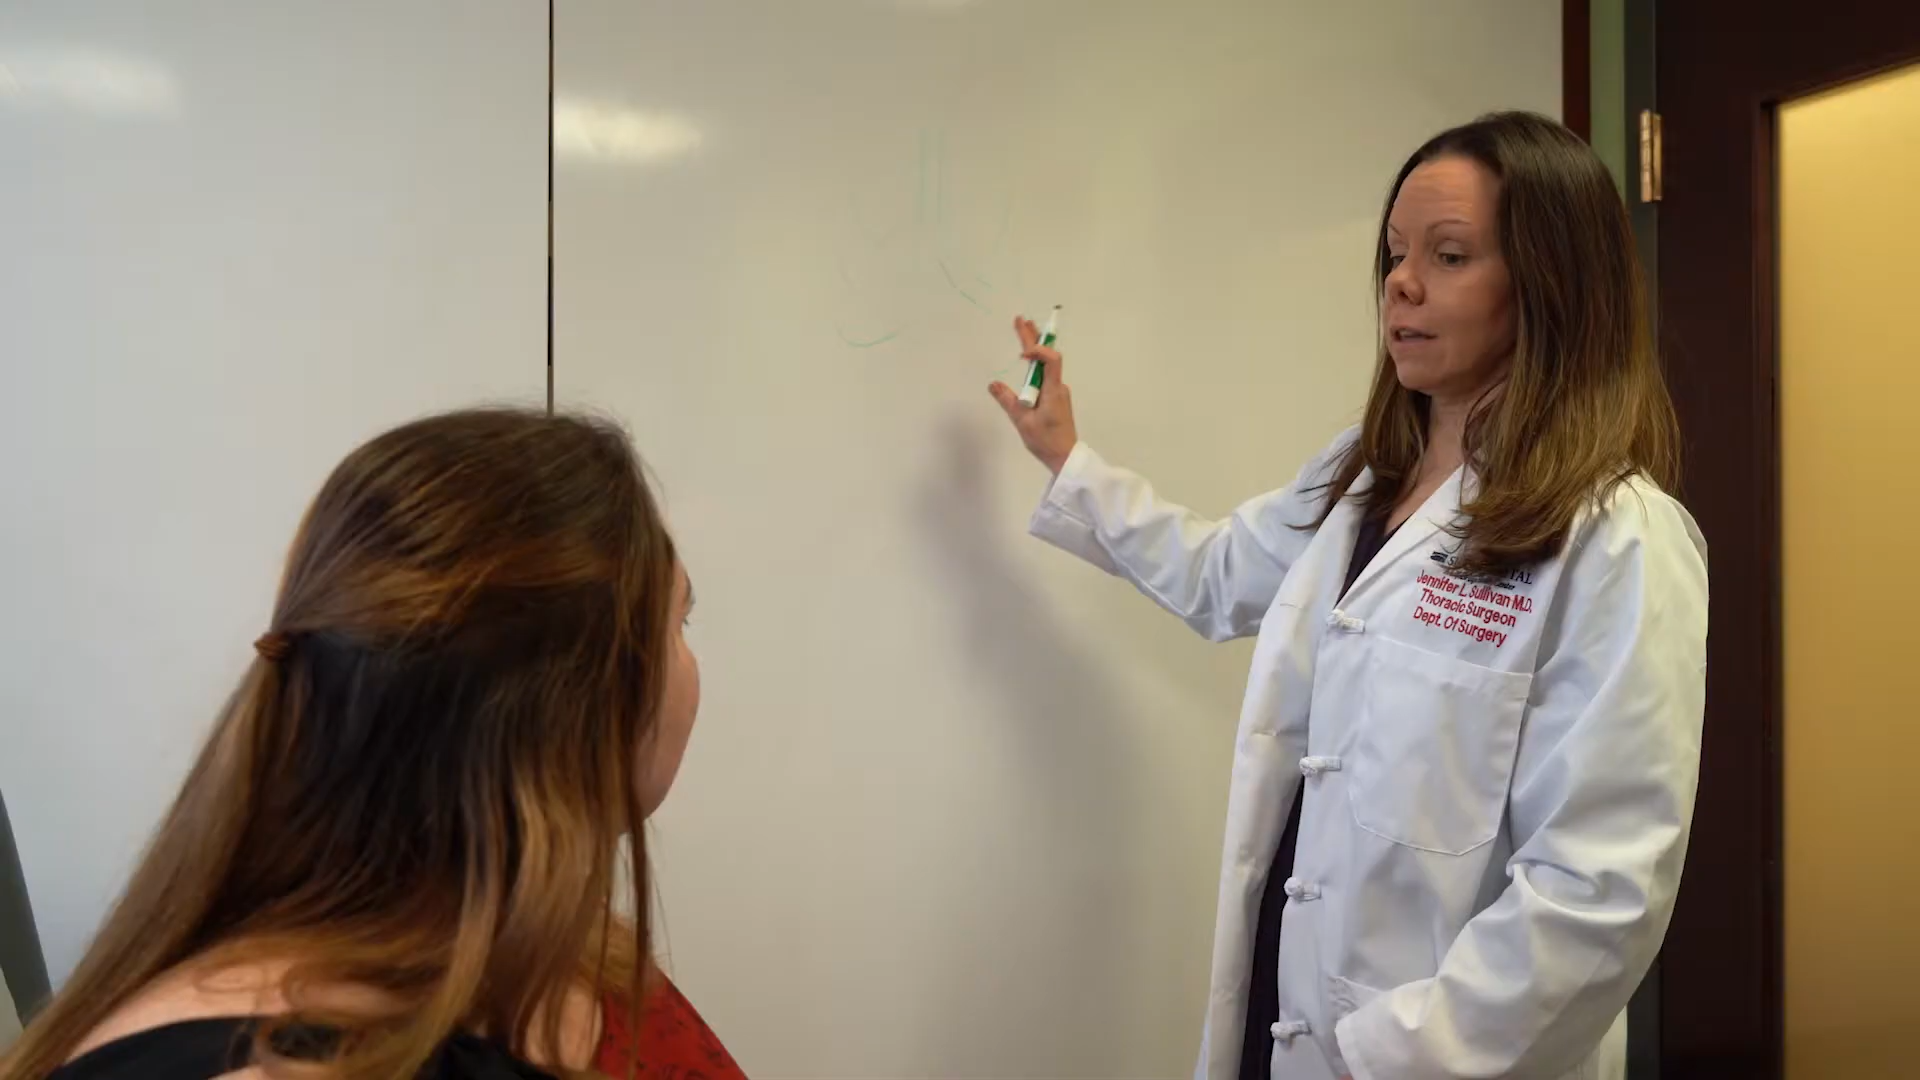 Jennifer L. Sullivan M.D.
Thoracic Surgeon
Dept. Of Surgery